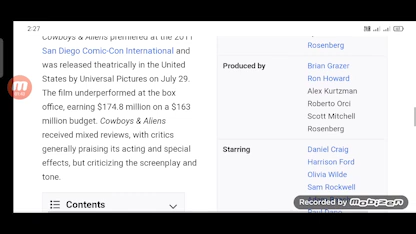 2:27
Cowboys & Aliens premiered at the 2011
San Diego Comic-Con International and
was released theatrically in the United
States by Universal Pictures on July 29.
The film underperformed at the box
office, earning $174.8 million on a $163
million budget. Cowboys & Aliens
received mixed reviews, with critics
generally praising its acting and special
effects, but criticizing the screenplay and
tone.
Contents
Rosenberg
Produced by
Brian Grazer
Ron Howard
Alex Kurtzman
Roberto Orci
Scott Mitchell
Rosenberg
Starring
Daniel Craig
Harrison Ford
Olivia Wilde
Sam Rockwell
Recorded by
mobizen